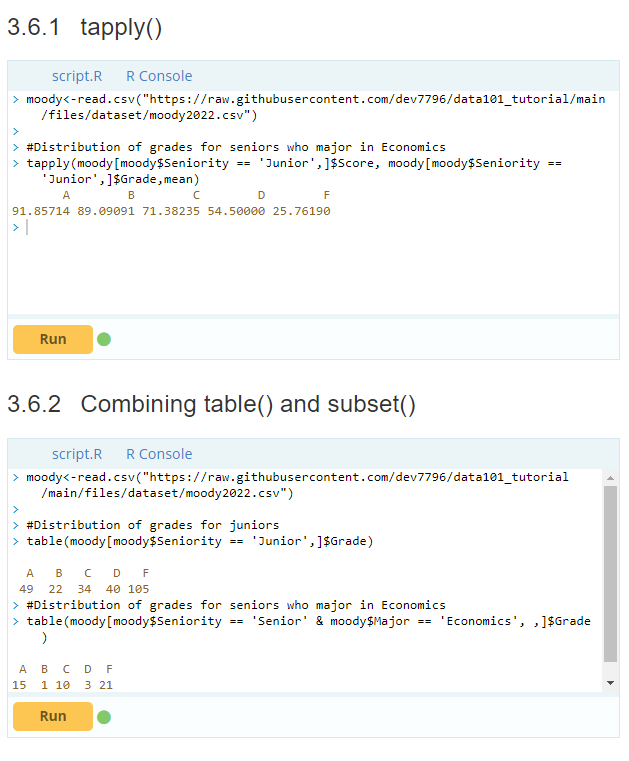 3.6.1 tapply()
script.R R Console
> moody<-read.csv("https://raw.githubusercontent.com/dev7796/data101_tutorial/main
/files/dataset/moody2022.csv")
>
> #Distribution of grades for seniors who major in Economics
> tapply(moody[moody$Seniority == 'Junior',]$Score, moody[moody$Seniority ==
'Junior',]$Grade,mean)
A B C D F
91.85714 89.09091 71.38235 54.50000 25.76190
>
Run
3.6.2 Combining table() and subset()
script.R R Console
> moody<-read.csv("https://raw.githubusercontent.com/dev7796/data101_tutorial
/main/files/dataset/moody2022.csv")
>
> #Distribution of grades for juniors
> table(moody[moody$Seniority == 'Junior',]$Grade)
A B C D F
49 22 34 40 105
> #Distribution of grades for seniors who major in Economics
> table(moody[moody$Seniority == 'Senior' & moody$Major == 'Economics', ,]$Grade
)
A B C D F
15 1 10 3 21
Run